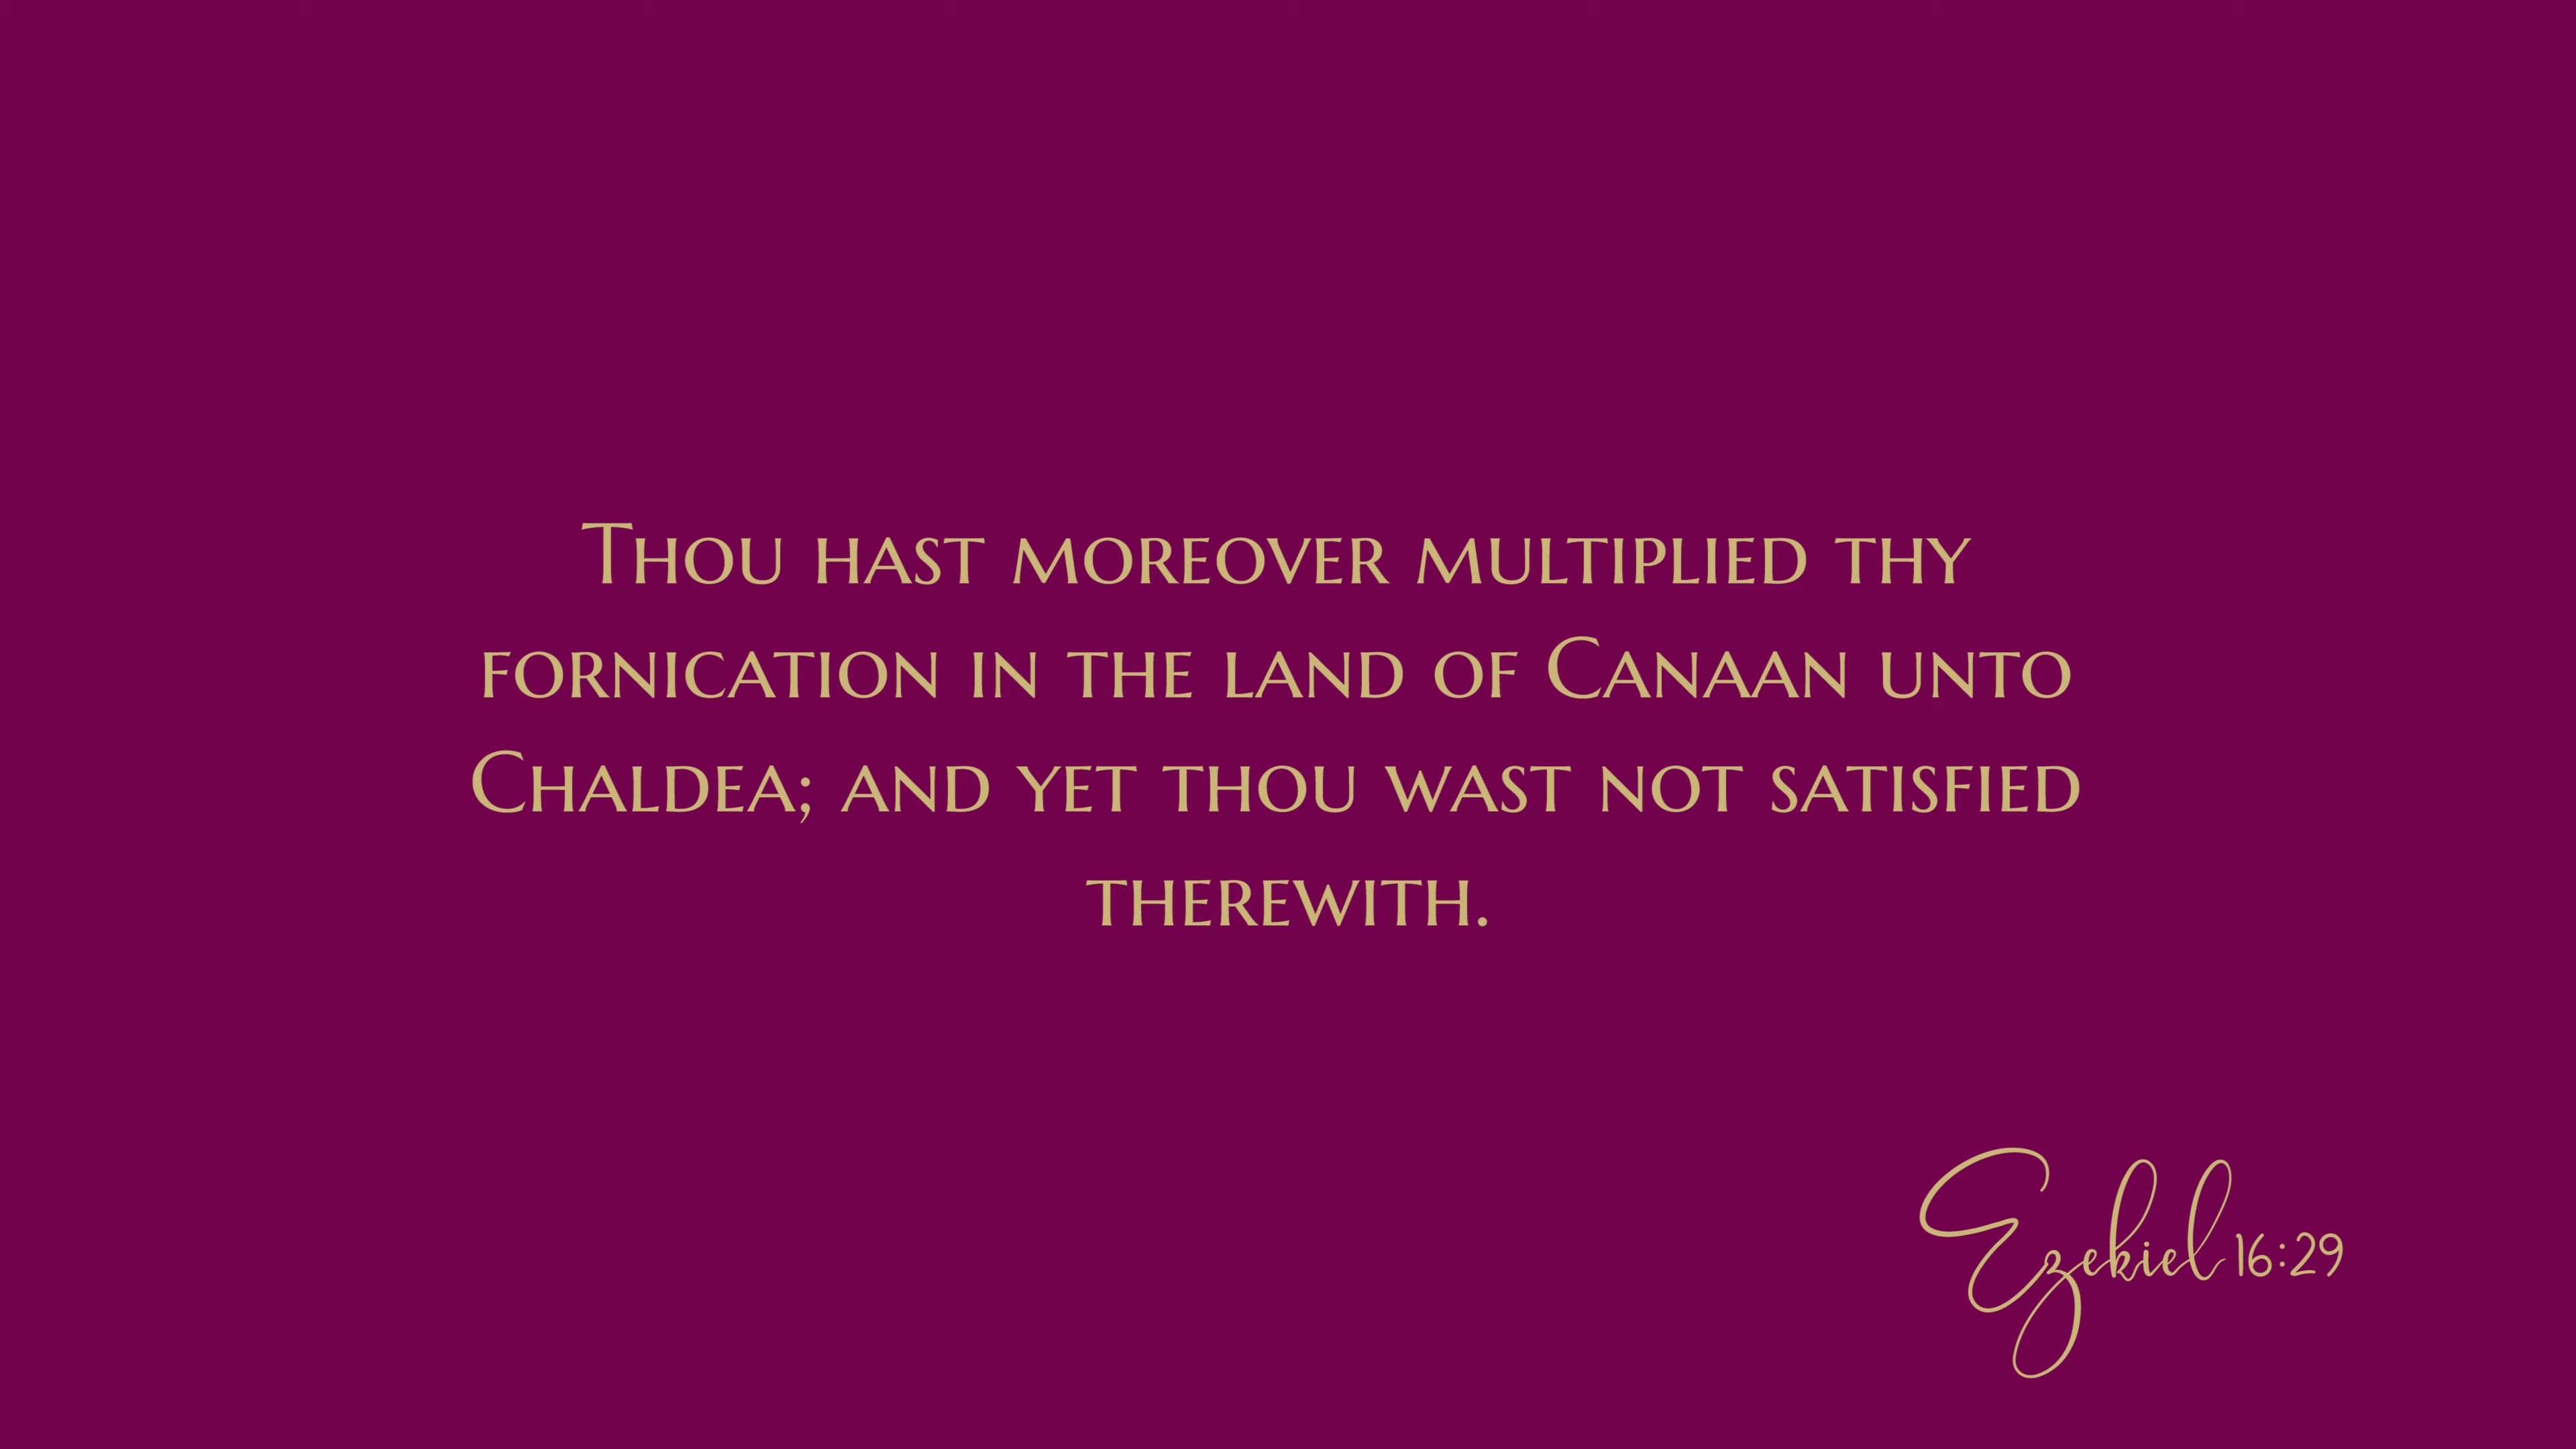 Thou hast moreover multiplied thy
fornication in the land of Canaan unto
Chaldea; and yet thou wast not satisfied
therewith.
Ezekiel 16:29